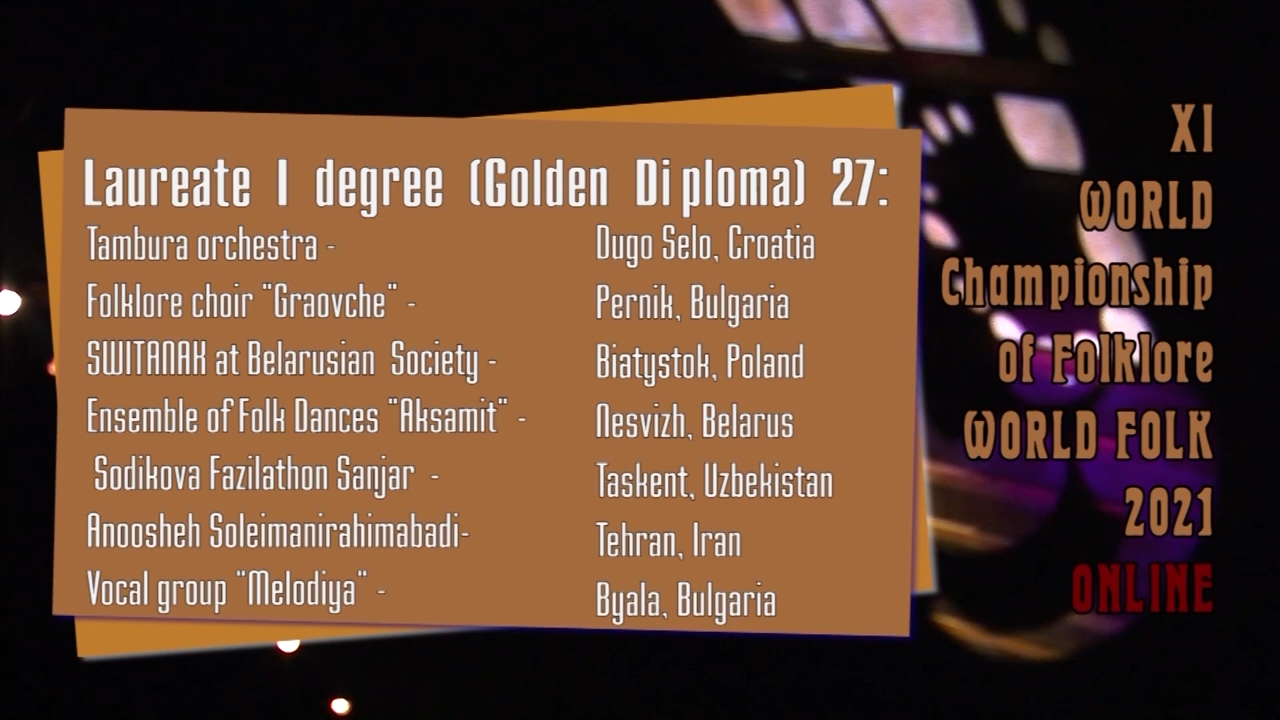 Laureate I degree (Golden Diploma) 27:
Tambura orchestra - Dugo Selo, Croatia
Folklore choir "Graovche" - Pernik, Bulgaria
SWITANAK at Belarusian Society - Biatystok, Poland
Ensemble of Folk Dances "Aksamit" - Nesvizh, Belarus
Sodikova Fazilathon Sanjar - Taskent, Uzbekistan
Anoosheh Soleimanirahimabadi- Tehran, Iran
Vocal group "Melodiya" - Byala, Bulgaria
XI
WORLD
Championship
of Folklore
WORLD FOLK
2021
ONLINE